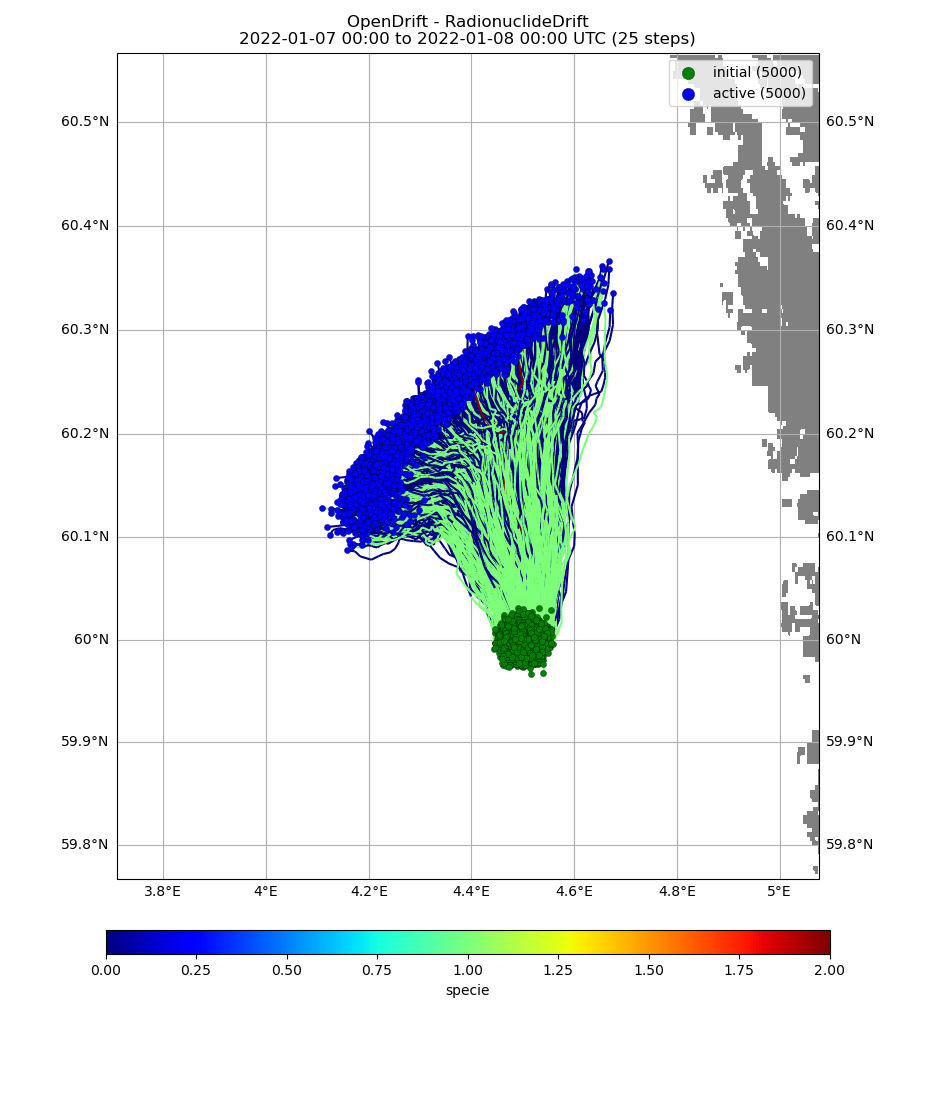 OpenDrift - RadionuclideDrift
2022-01-07 00:00 to 2022-01-08 00:00 UTC (25 steps)
initial (5000)
active (5000)
60.5°N 60.5°N
60.4°N 60.4°N
60.3°N 60.3°N
60.2°N 60.2°N
60.1°N 60.1°N
60°N 60°N
59.9°N 59.9°N
59.8°N 59.8°N
3.8°E 4°E 4.2°E 4.4°E 4.6°E 4.8°E 5°E
0.00 0.25 0.50 0.75 1.00 1.25 1.50 1.75 2.00
specie